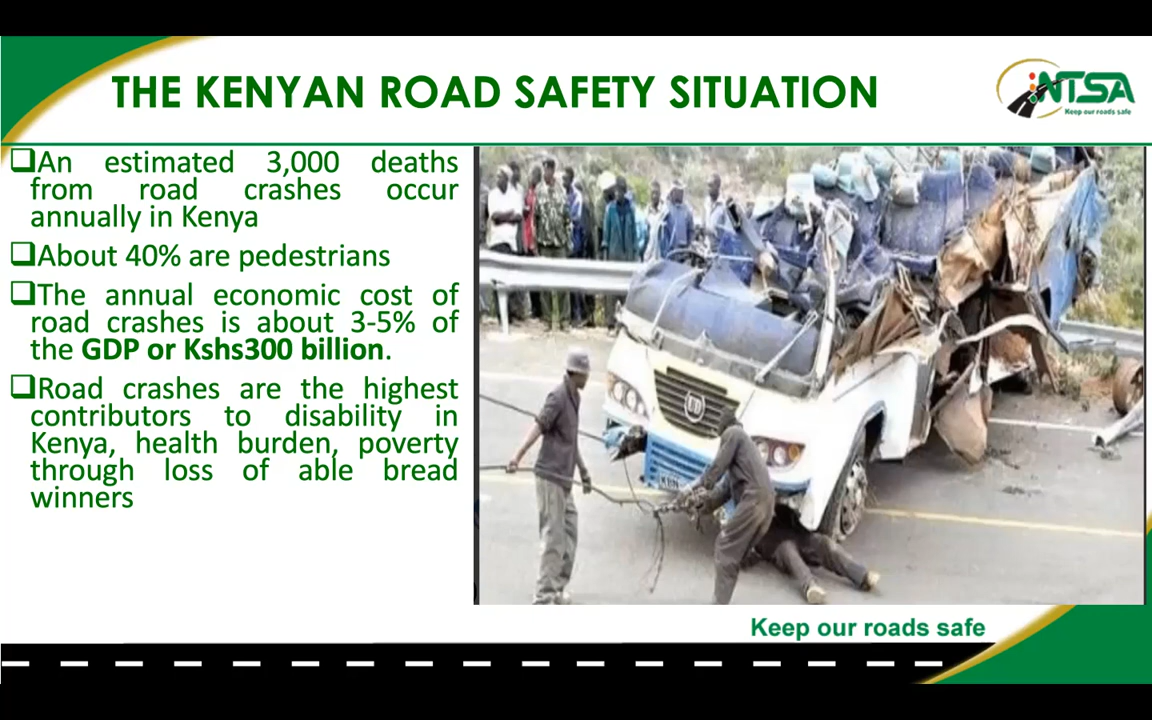 THE KENYAN ROAD SAFETY SITUATION
NTSA
Keep our roads safe
❑An estimated 3,000 deaths
from road crashes occur
annually in Kenya
❑About 40% are pedestrians
❑The annual economic cost of
road crashes is about 3-5% of
the GDP or Kshs300 billion.
❑Road crashes are the highest
contributors to disability in
Kenya, health burden, poverty
through loss of able bread
winners
UD
Keep our roads safe